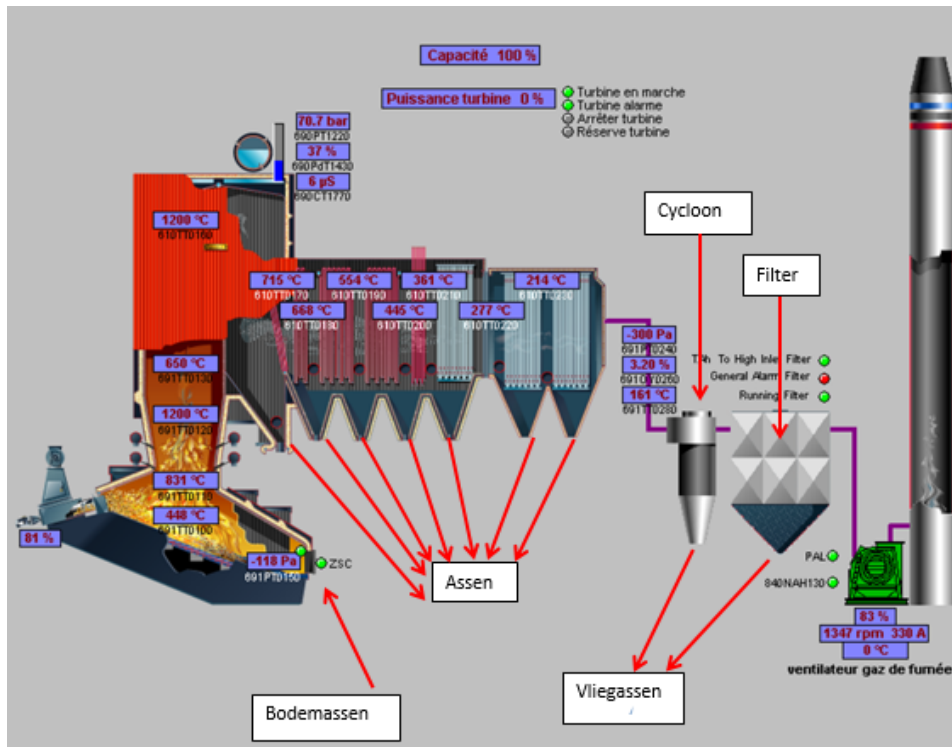 Capacité 100 %
Puissance turbine 0 %
Turbine en marche
Turbine alarme
Arrêter turbine
Réserve turbine
70.7 bar
690PT1220
37 %
690PdT1430
6 µS
690CT1770
Cycloon
Filter
1200 °C
610TT0160
715 °C
610TT0170
554 °C
610TT0190
361 °C
610TT0210
214 °C
610TT0230
668 °C
610TT0180
445 °C
610TT0200
277 °C
610TT0220
-300 Pa
691PT0240
3.20 %
161 °C
691TT0280
To High Inlet Filter
General Alarm Filter
Running Filter
650 °C
691TT0130
1200 °C
691TT0120
831 °C
691TT0110
448 °C
691TT0100
81 %
-118 Pa
691PT0150
ZSC
Assen
PAL
840NAH130
83 %
1347 rpm 330 A
0 °C
ventilateur gaz de fumée
Bodemassen
Vliegassen